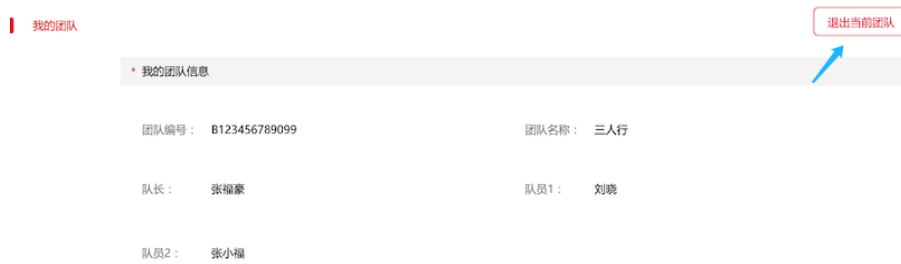 我的团队
退出当前团队
* 我的团队信息
团队编号： B123456789099
团队名称： 三人行
队长： 张福豪
队员1： 刘晓
队员2： 张小福